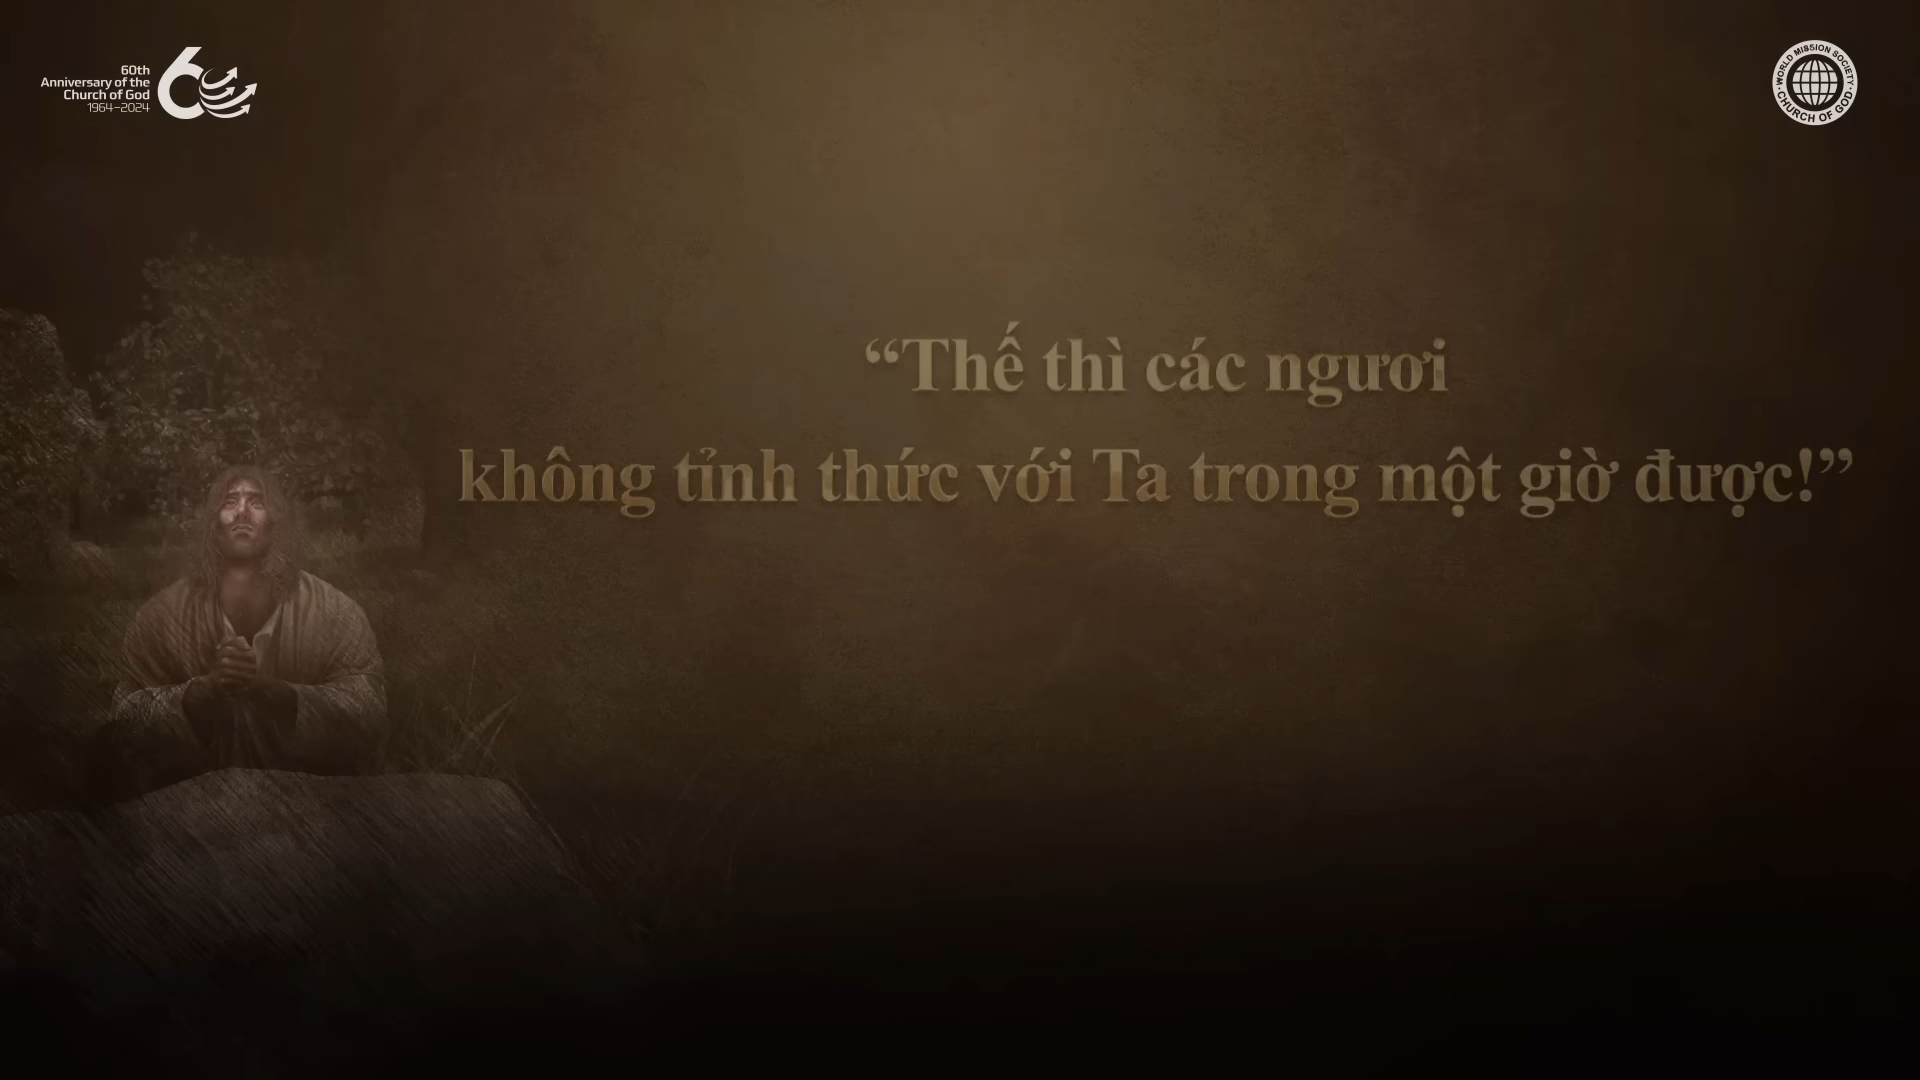 60th
Anniversary of the
Church of God
1964–2024
WORLD MISSION SOCIETY
CHURCH OF GOD
“Thế thì các ngươi
không tỉnh thức với Ta trong một giờ được!”